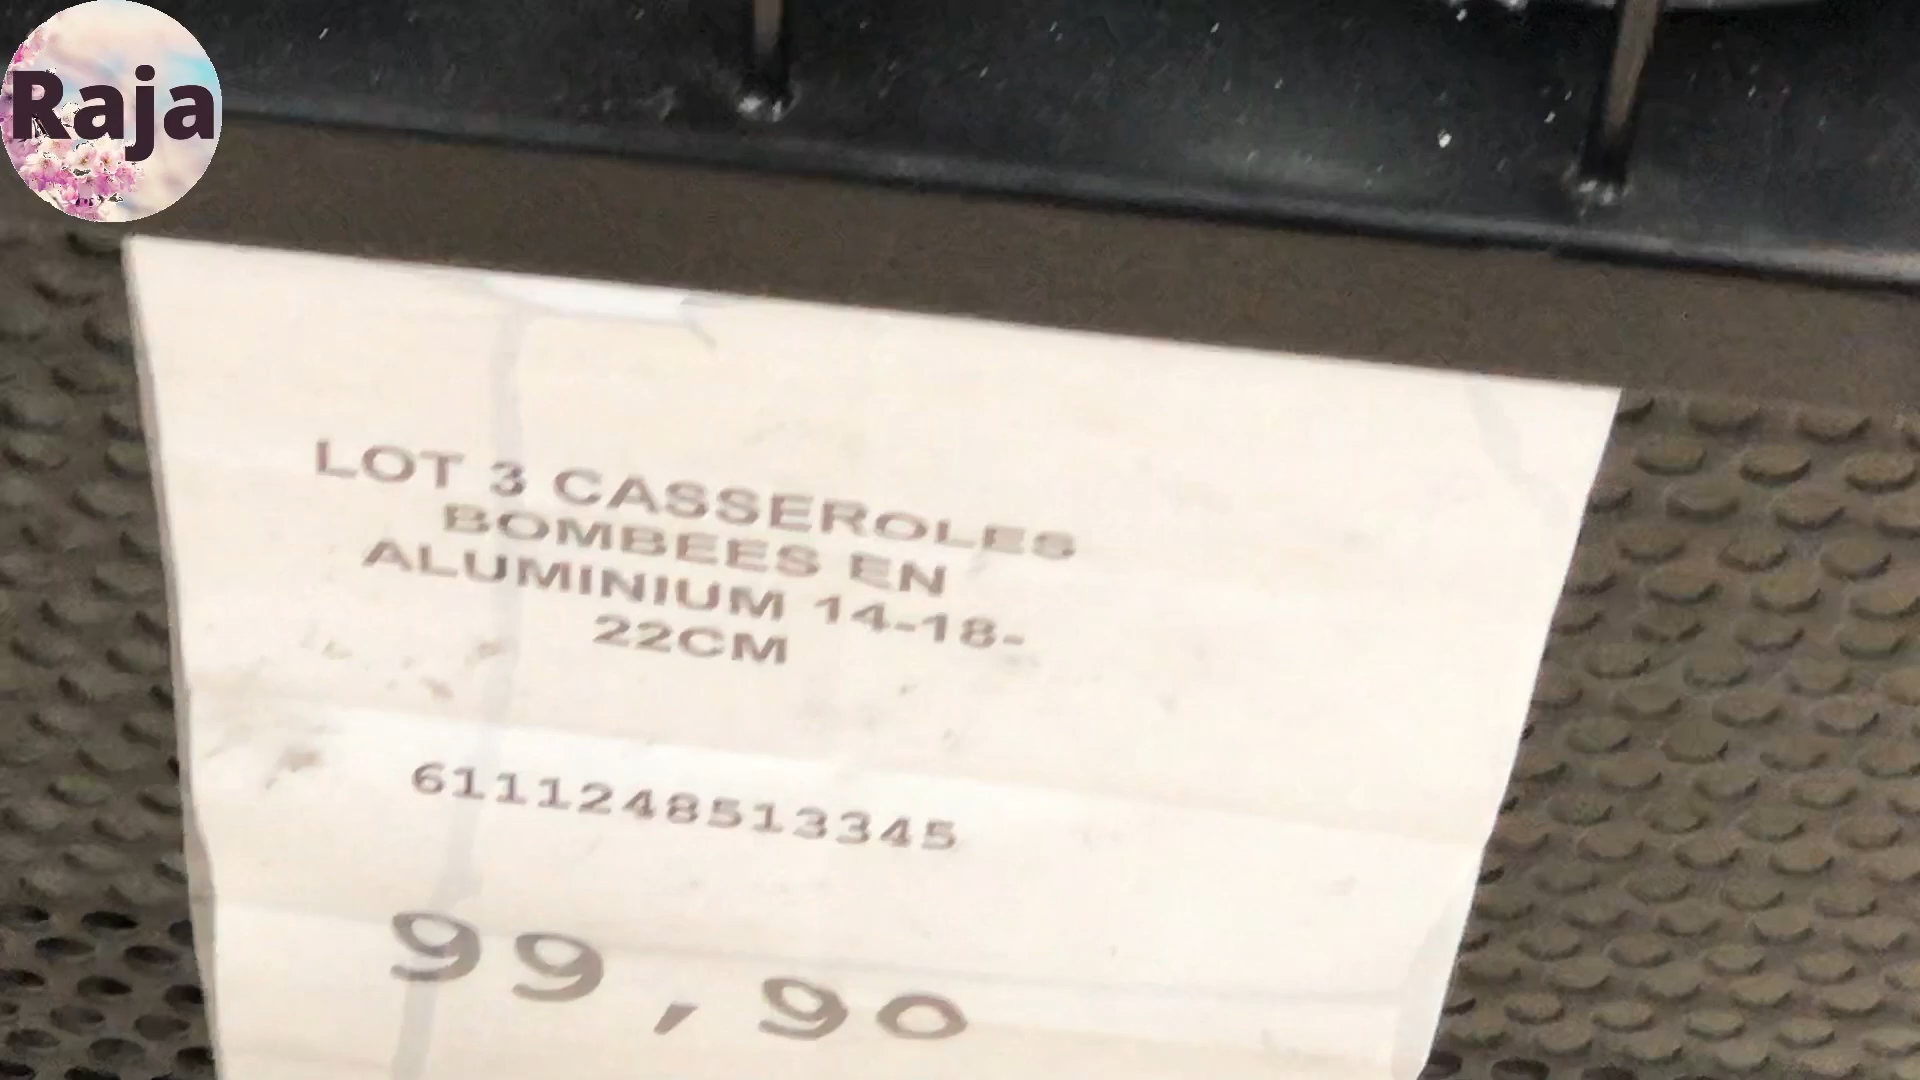 Raja
LOT 3 CASSEROLES
BOMBEES EN
ALUMINIUM 14-18-
22CM
6111248513345
99,90